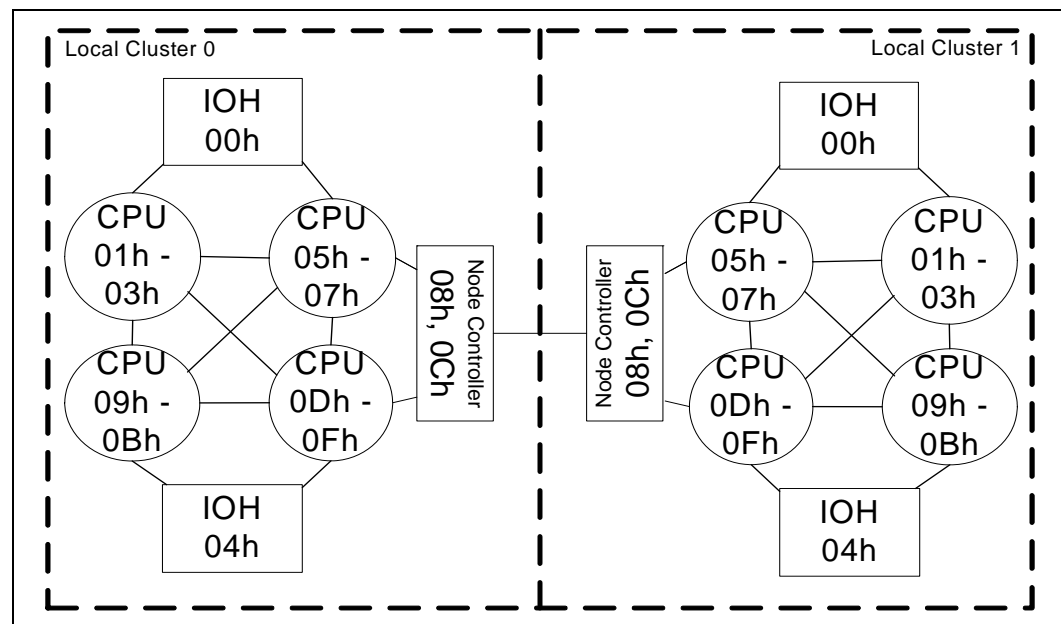 Local Cluster 0
IOH
00h
CPU
01h -
03h
CPU
05h -
07h
CPU
09h -
0Bh
CPU
0Dh -
0Fh
IOH
04h
Node Controller
08h, 0Ch
Local Cluster 1
IOH
00h
Node Controller
08h, 0Ch
CPU
05h -
07h
CPU
01h -
03h
CPU
0Dh -
0Fh
CPU
09h -
0Bh
IOH
04h